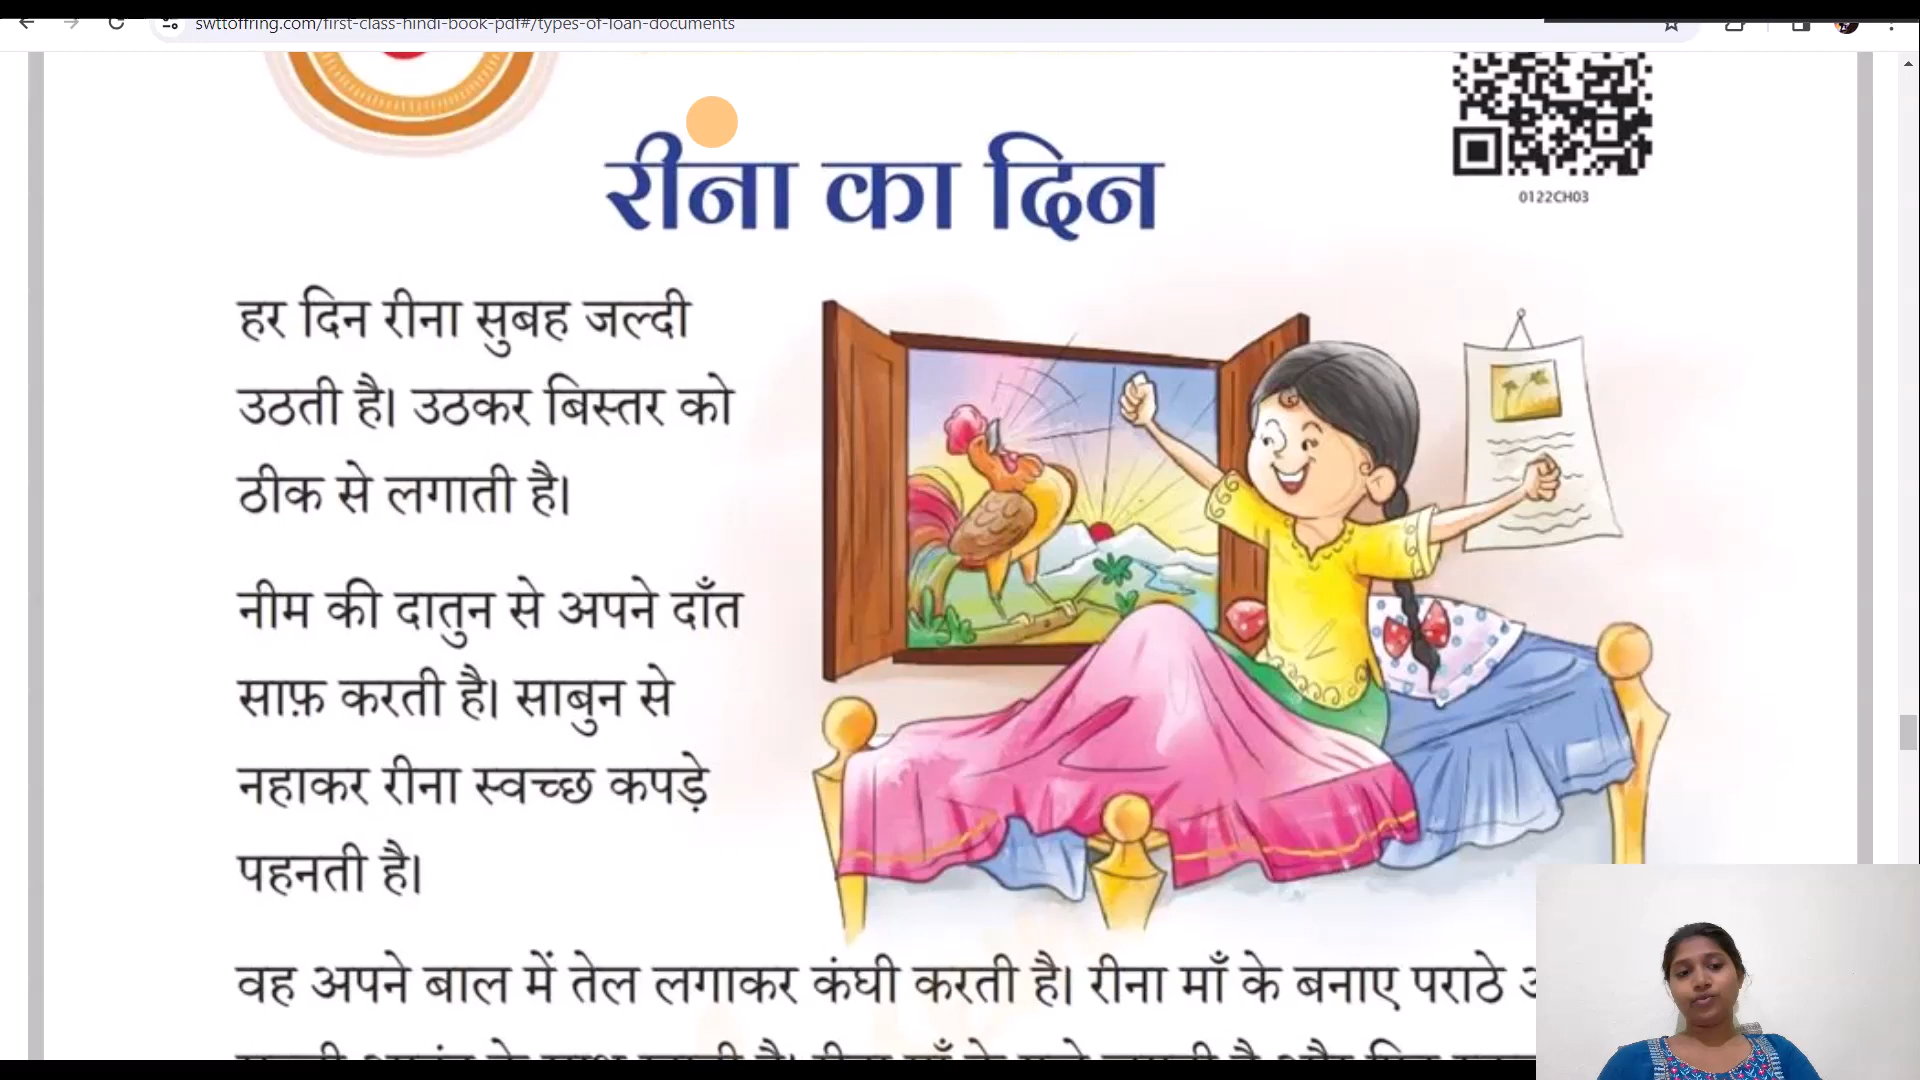 swttoffring.com/first-class-hindi-book-pdf#/types-of-loan-documents
0122CH03
रीना का दिन
हर दिन रीना सुबह जल्दी
उठती है। उठकर बिस्तर को
ठीक से लगाती है।
नीम की दातुन से अपने दाँत
साफ़ करती है। साबुन से
नहाकर रीना स्वच्छ कपड़े
पहनती है।
वह अपने बाल में तेल लगाकर कंघी करती है। रीना माँ के बनाए पराठे